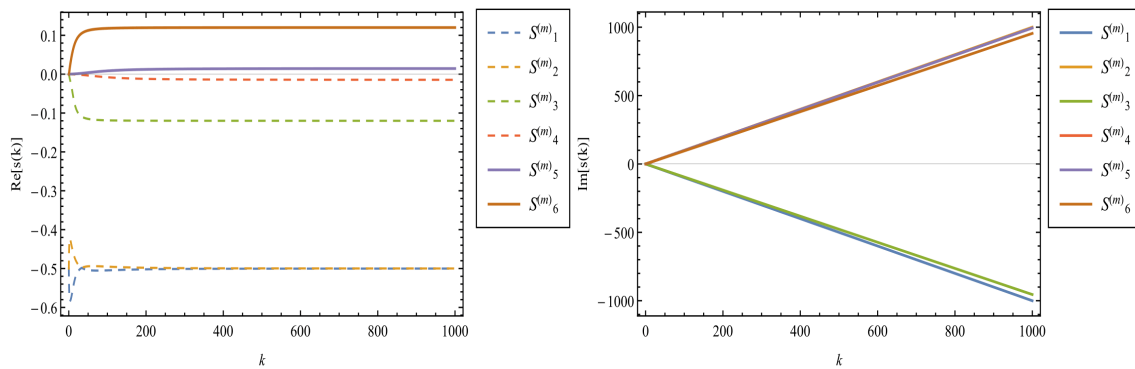 0.1
0.0
−0.1
−0.2
−0.3
−0.4
−0.5
−0.6
Re[s(k)]
0 200 400 600 800 1000
k
S^(m)_1
S^(m)_2
S^(m)_3
S^(m)_4
S^(m)_5
S^(m)_6
1000
500
0
−500
−1000
Im[s(k)]
0 200 400 600 800 1000
k
S^(m)_1
S^(m)_2
S^(m)_3
S^(m)_4
S^(m)_5
S^(m)_6